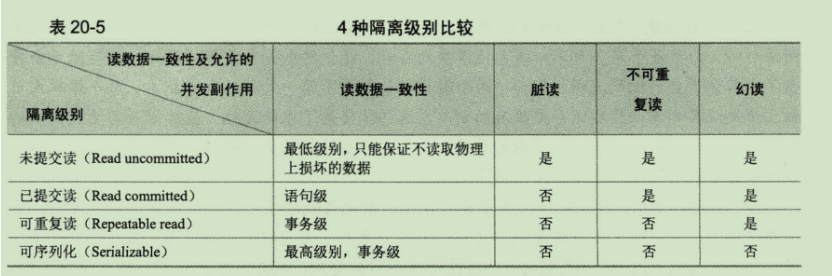 表 20-5 4 种隔离级别比较
读数据一致性及允许的
并发副作用
隔离级别
读数据一致性
脏读
不可重
复读
幻读
未提交读（Read uncommitted）
最低级别，只能保证不读取物理
上损坏的数据
是 是 是
已提交读（Read committed） 语句级 否 是 是
可重复读（Repeatable read） 事务级 否 否 是
可序列化（Serializable） 最高级别，事务级 否 否 否